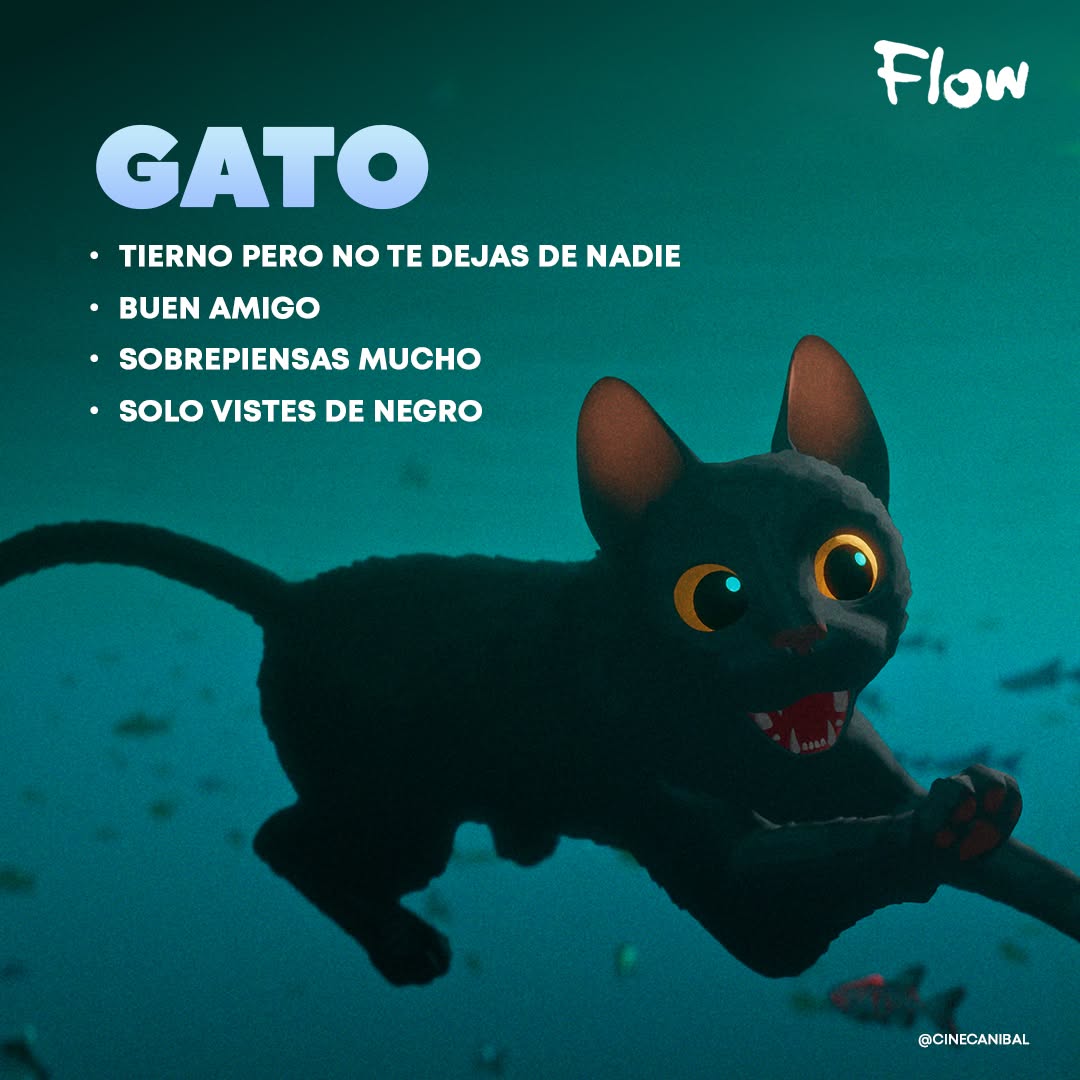 Flow
GATO
• TIERNO PERO NO TE DEJAS DE NADIE
• BUEN AMIGO
• SOBREPIENSAS MUCHO
• SOLO VISTES DE NEGRO
@CINECANIBAL